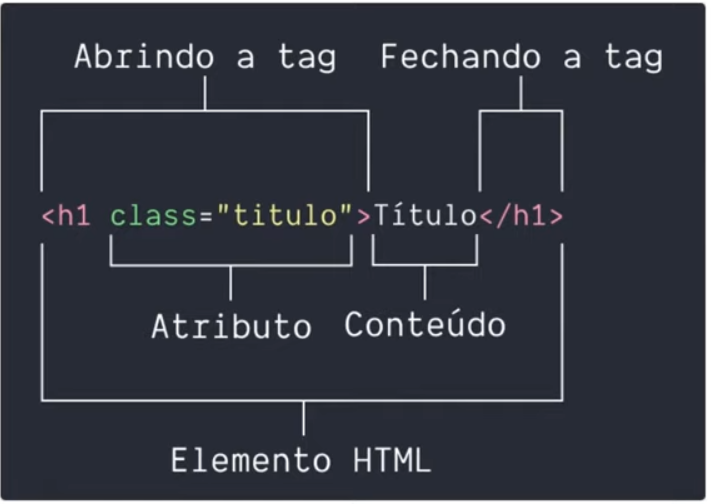 Abrindo a tag Fechando a tag
<h1 class="titulo">Título</h1>
Atributo Conteúdo
Elemento HTML